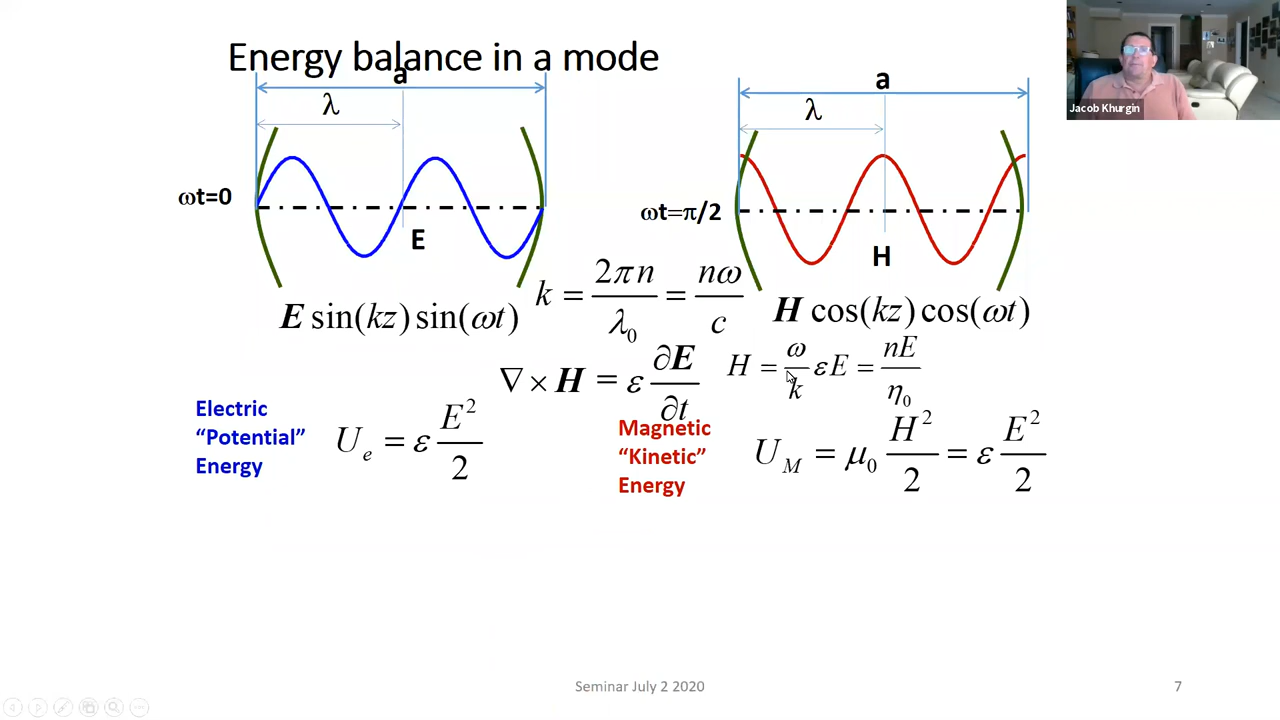 Energy balance in a mode
a
λ
ωt=0
E
E sin(kz) sin(ωt)
k = 2πn / λ₀ = nω / c
a
λ
ωt=π/2
H
H cos(kz) cos(ωt)
∇ × H = ε ∂E / ∂t
H = ω / k εE = nE / η₀
Electric
“Potential”
Energy
Uₑ = ε E² / 2
Magnetic
“Kinetic”
Energy
U_M = μ₀ H² / 2 = ε E² / 2
Seminar July 2 2020
7
Jacob Khurgin